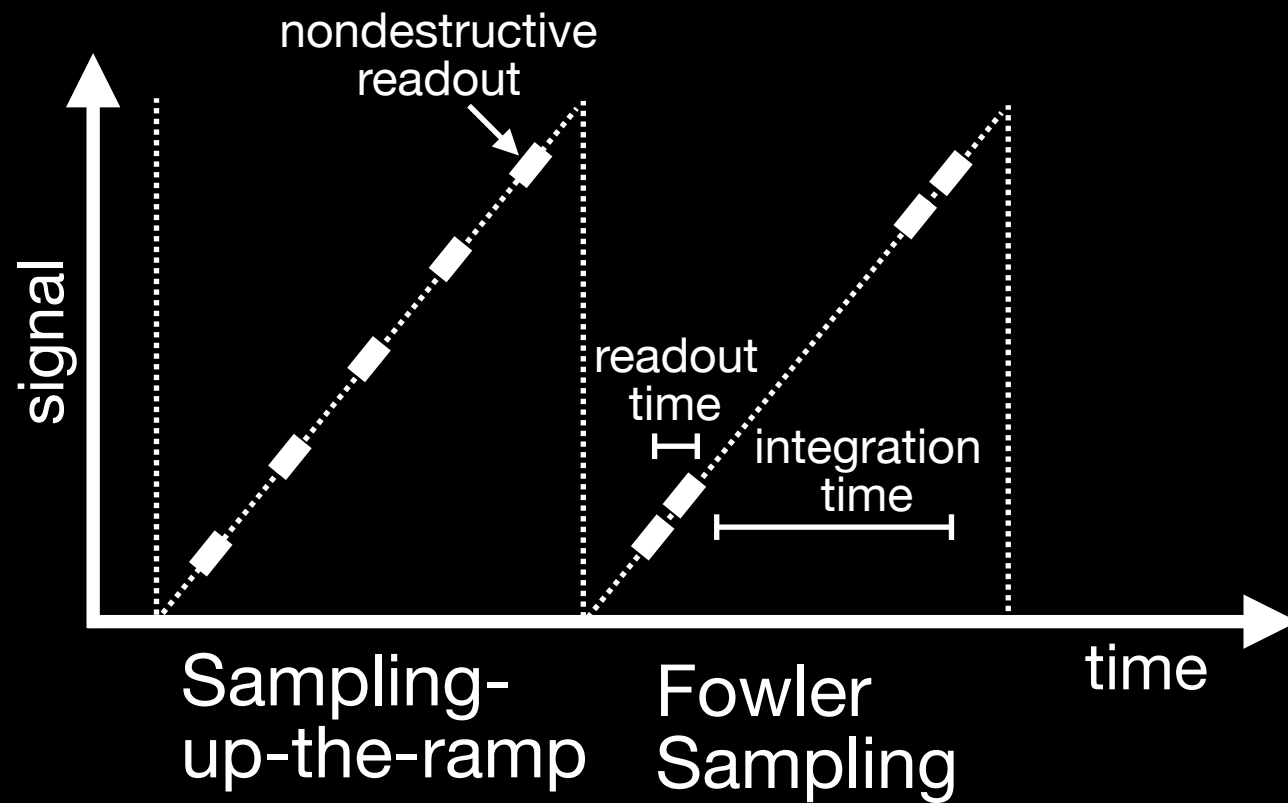 nondestructive
readout
signal
readout
time
integration
time
time
Sampling-
up-the-ramp
Fowler
Sampling